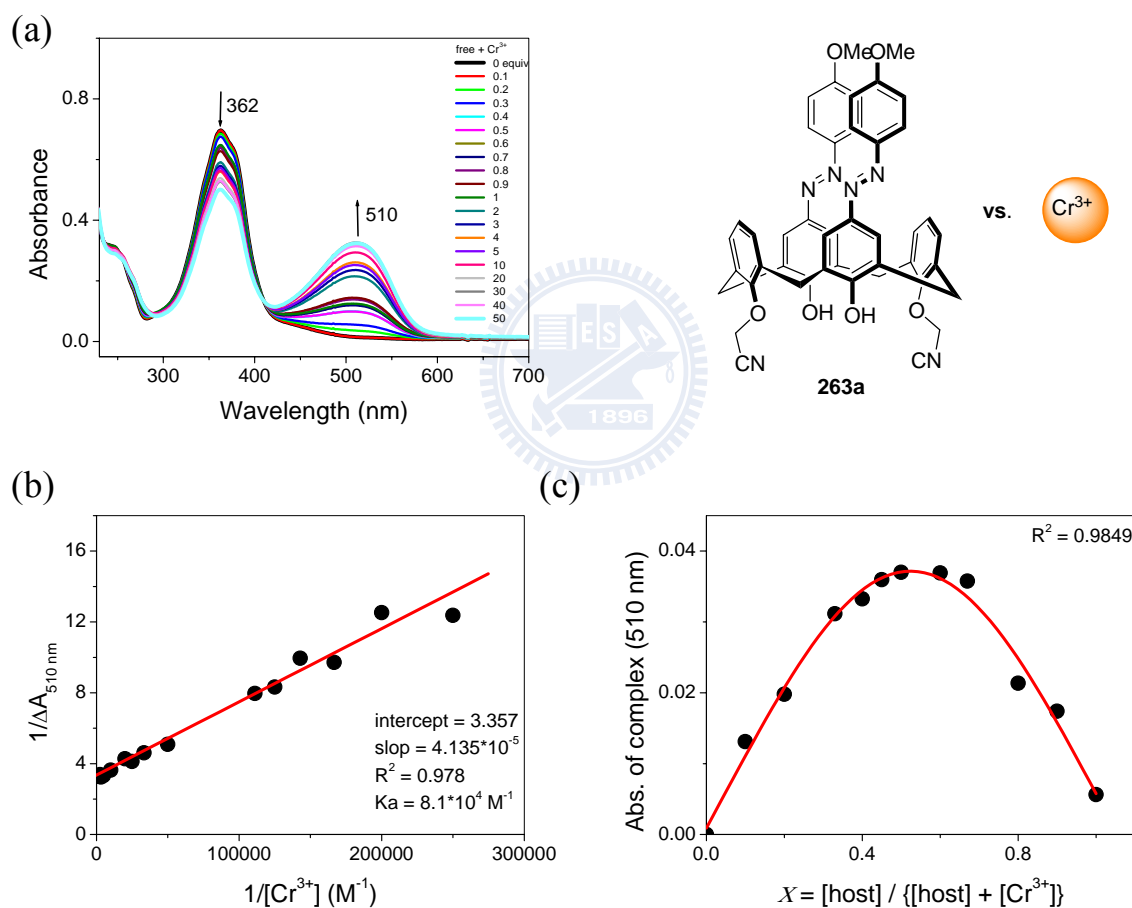 (a)
Absorbance
0.8
0.4
0.0
300
400
500
600
700
Wavelength (nm)
362
510
free + Cr³⁺
0 equiv
0.1
0.2
0.3
0.4
0.5
0.6
0.7
0.8
0.9
1
2
3
4
5
10
20
30
40
50
OMe
OMe
N
N
N
N
OH
OH
O
O
CN
CN
263a
vs.
Cr³⁺
E S A
1896
(b)
1/ΔA510 nm
16
12
8
4
0
0
100000
200000
300000
1/[Cr³⁺] (M⁻¹)
intercept = 3.357
slop = 4.135*10⁻⁵
R² = 0.978
Ka = 8.1*10⁴ M⁻¹
(c)
Abs. of complex (510 nm)
0.04
0.02
0.00
0.0
0.4
0.8
X = [host] / {[host] + [Cr³⁺]}
R² = 0.9849